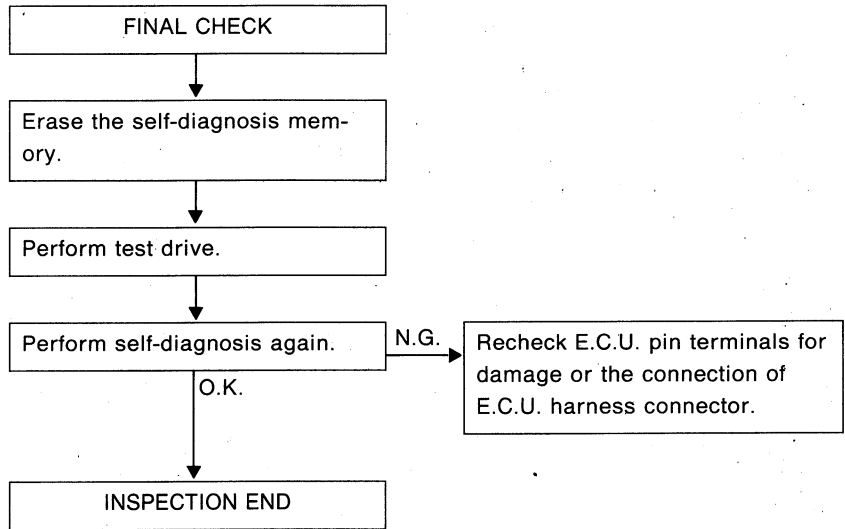 FINAL CHECK
Erase the self-diagnosis mem-
ory.
Perform test drive.
Perform self-diagnosis again.
N.G.
Recheck E.C.U. pin terminals for
damage or the connection of
E.C.U. harness connector.
O.K.
INSPECTION END